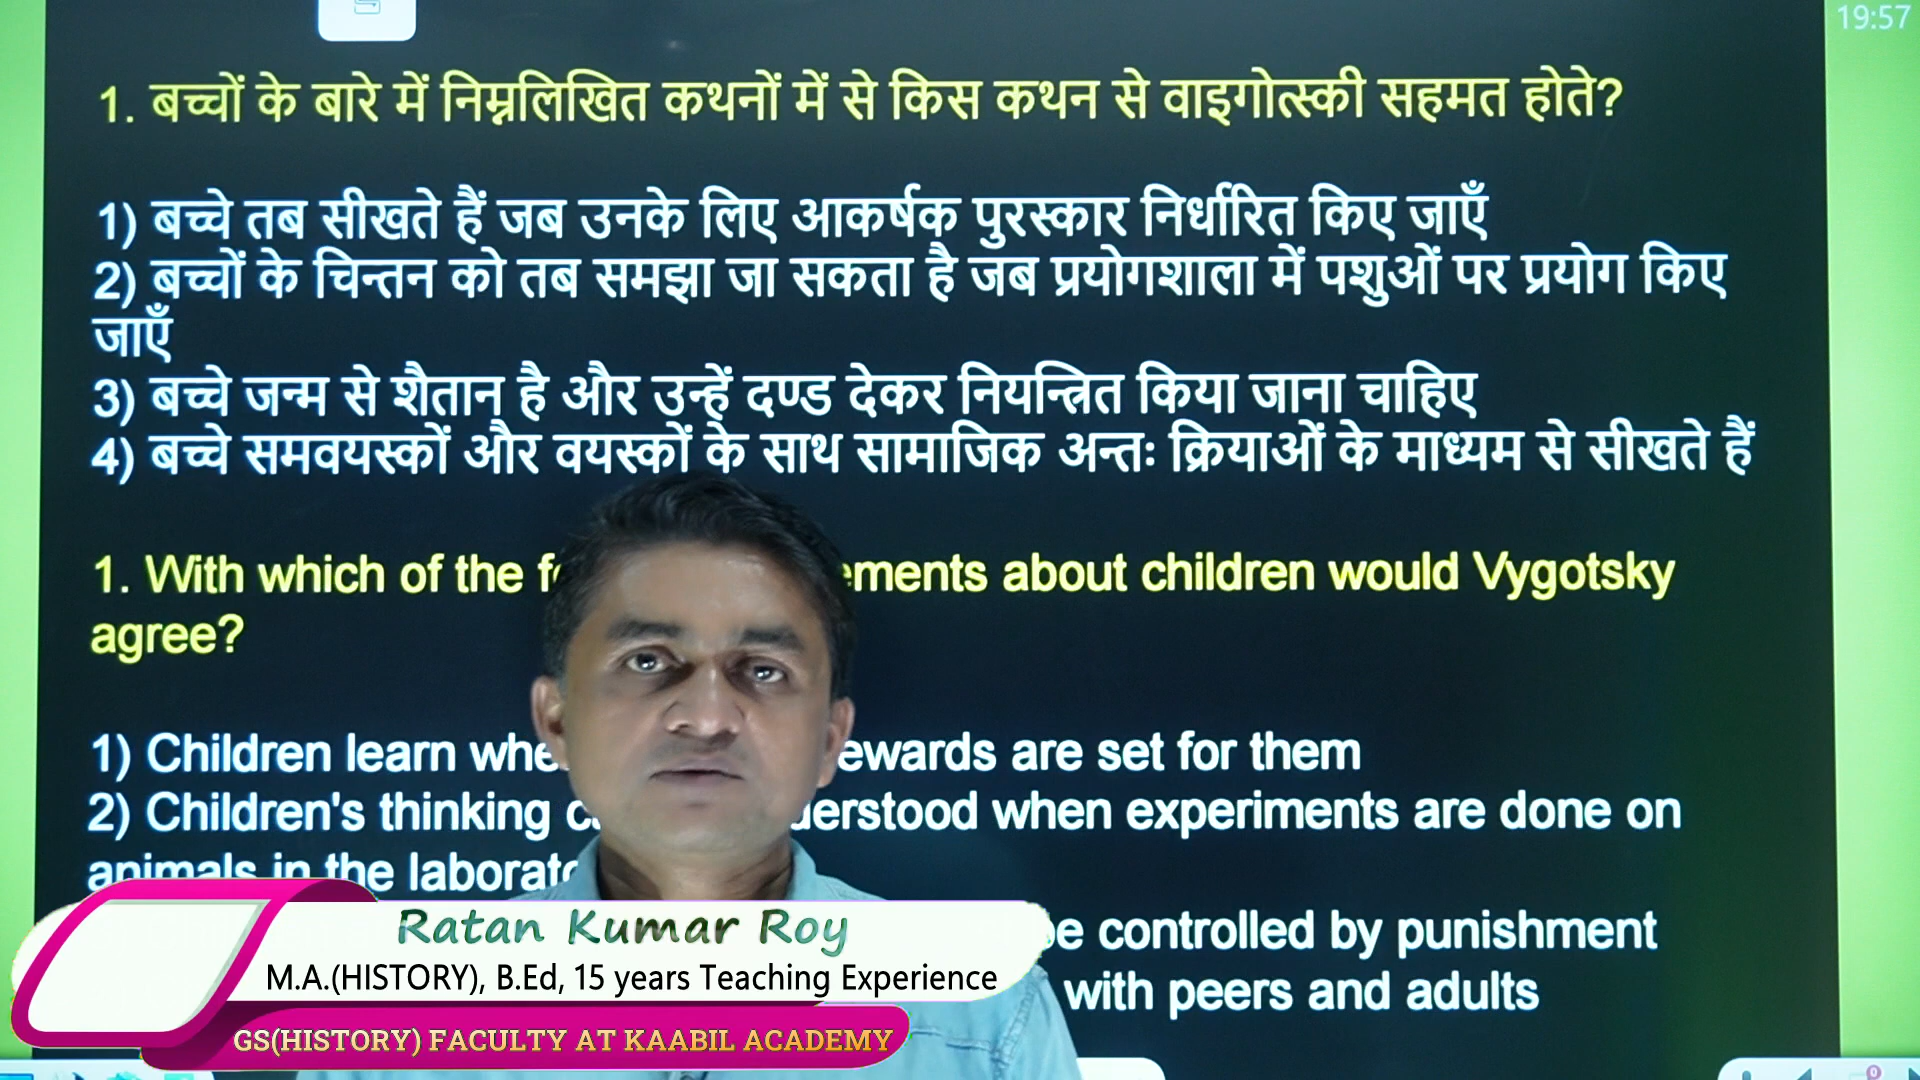 19:57
1. बच्चों के बारे में निम्नलिखित कथनों में से किस कथन से वाइगोत्स्की सहमत होते?
1) बच्चे तब सीखते हैं जब उनके लिए आकर्षक पुरस्कार निर्धारित किए जाएँ
2) बच्चों के चिन्तन को तब समझा जा सकता है जब प्रयोगशाला में पशुओं पर प्रयोग किए
जाएँ
3) बच्चे जन्म से शैतान है और उन्हें दण्ड देकर नियन्त्रित किया जाना चाहिए
4) बच्चे समवयस्कों और वयस्कों के साथ सामाजिक अन्तः क्रियाओं के माध्यम से सीखते हैं
1. With which of the about children would Vygotsky
agree?
1) Children learn are set for them
2) Children's thinking when experiments are done on
animals in the
controlled by punishment
with peers and adults
Ratan Kumar Roy
M.A.(HISTORY), B.Ed, 15 years Teaching Experience
GS(HISTORY) FACULTY AT KAABIL ACADEMY
0